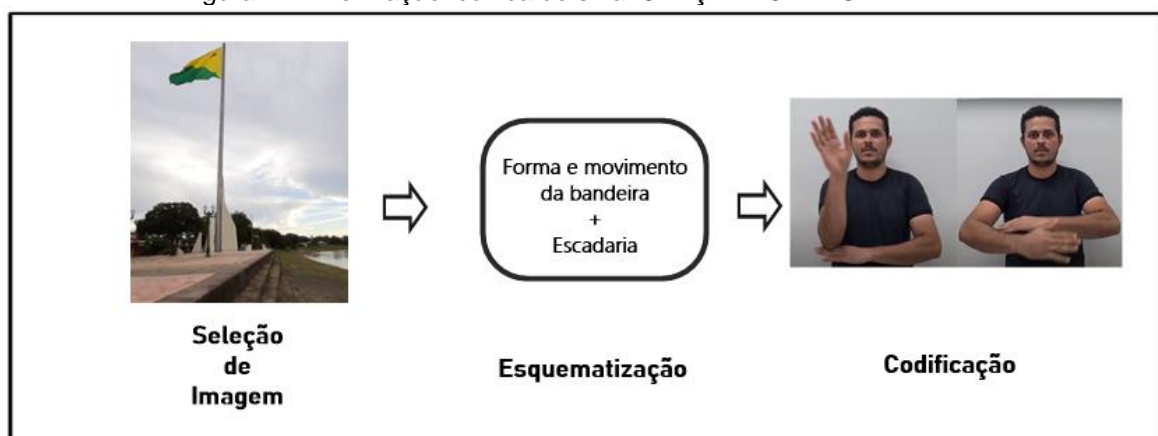 Forma e movimento
da bandeira
+
Escadaria
Seleção
de
Imagem
Esquematização
Codificação